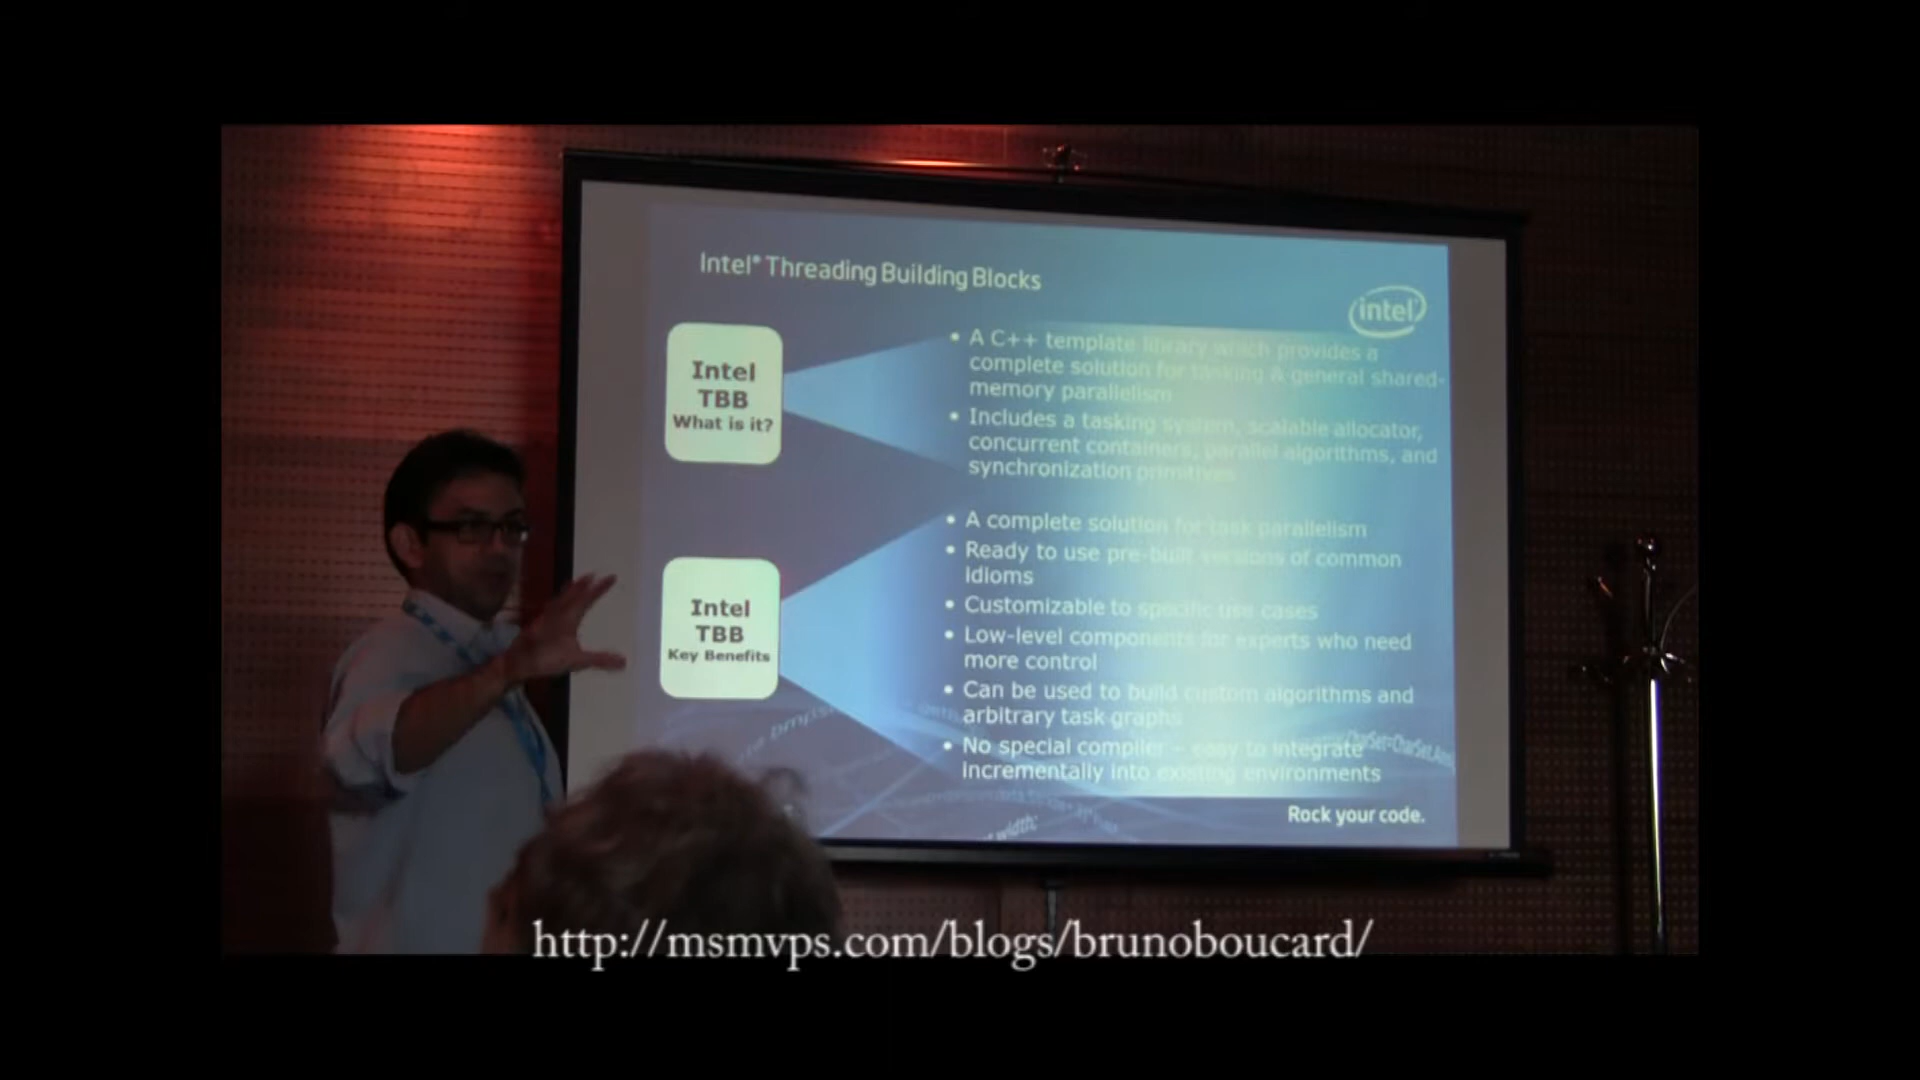 Intel® Threading Building Blocks
intel
Intel
TBB
What is it?
• A C++ template library which provides a
complete solution for tasking & general shared-
memory parallelism
• Includes a tasking system, scalable allocator,
concurrent containers, parallel algorithms, and
synchronization primitives
Intel
TBB
Key Benefits
• A complete solution for task parallelism
• Ready to use pre-built versions of common
idioms
• Customizable to specific use cases
• Low-level components for experts who need
more control
• Can be used to build custom algorithms and
arbitrary task graphs
• No special compiler – easy to integrate
incrementally into existing environments
width;
Rock your code.
http://msmvps.com/blogs/brunoboucard/